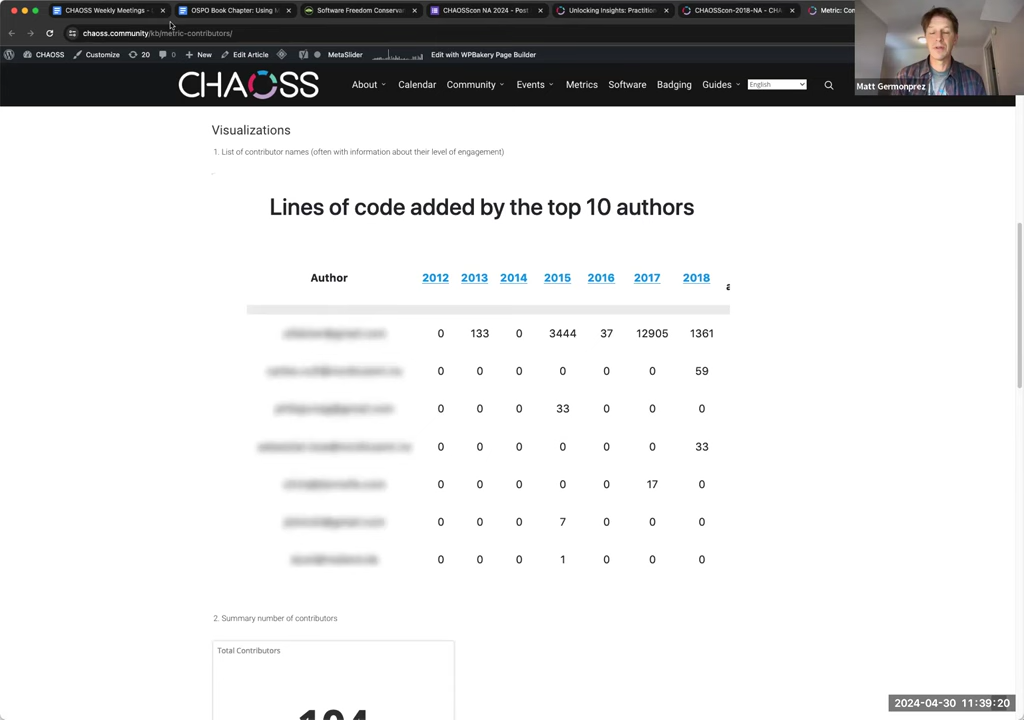 CHAOSS Weekly Meetings -
OSPO Book Chapter: Using M
Software Freedom Conserva
CHAOSScon NA 2024 - Post
Unlocking Insights: Practition
CHAOSScon-2018-NA - CHA
Metric: Con
chaoss.community/kb/metric-contributors/
CHAOSS
Customize
20
0
New
Edit Article
MetaSlider
Edit with WPBakery Page Builder
CHAOSS
About
Calendar
Community
Events
Metrics
Software
Badging
Guides
English
Matt Germonprez
Visualizations
1. List of contributor names (often with information about their level of engagement)
Lines of code added by the top 10 authors
Author 2012 2013 2014 2015 2016 2017 2018
a
0 133 0 3444 37 12905 1361
0 0 0 0 0 0 59
0 0 0 33 0 0 0
0 0 0 0 0 0 33
0 0 0 0 0 17 0
0 0 0 7 0 0 0
0 0 0 1 0 0 0
2. Summary number of contributors
Total Contributors
2024-04-30 11:39:20